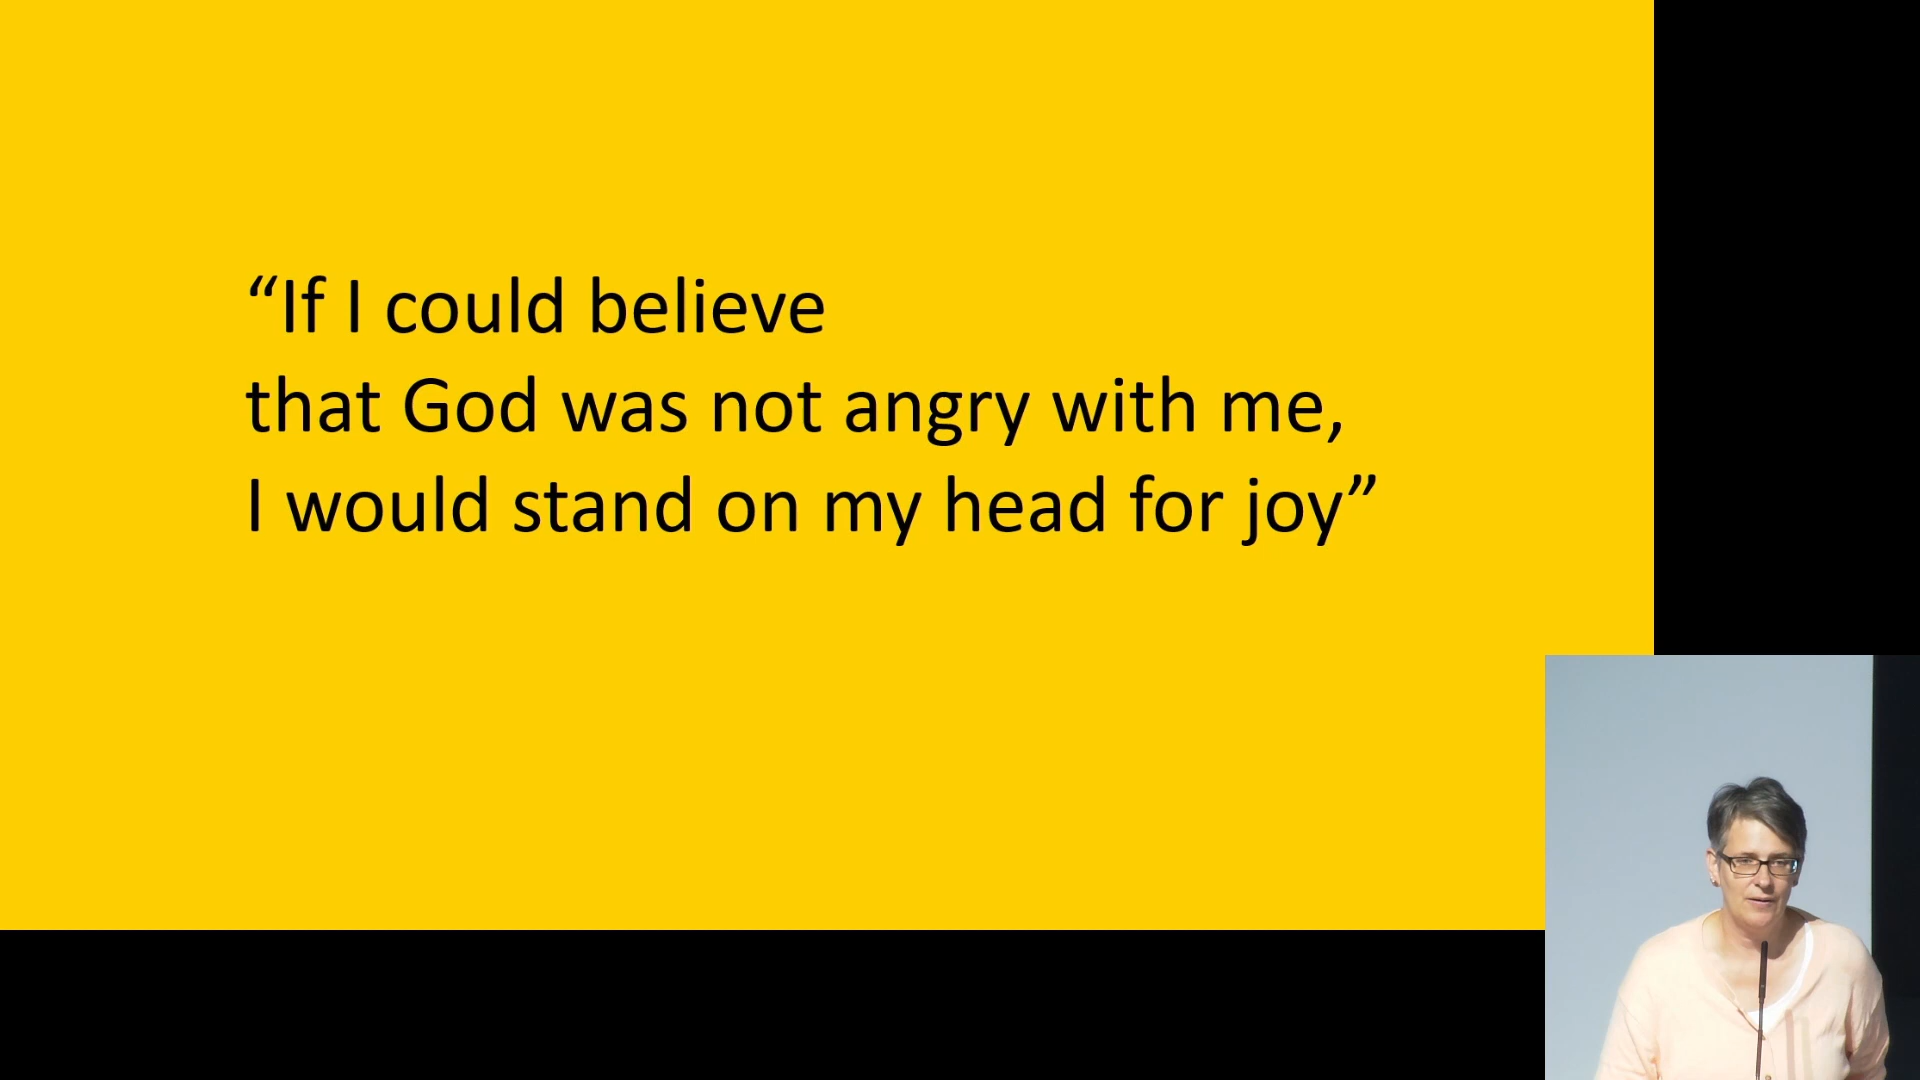 “If I could believe
that God was not angry with me,
I would stand on my head for joy”